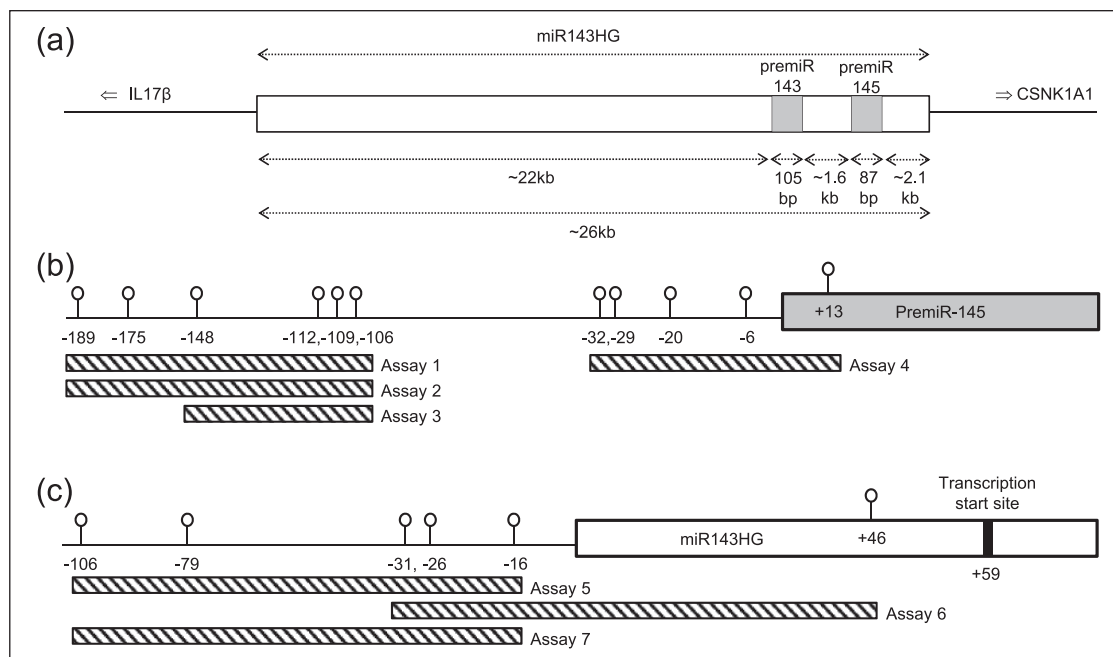 (a)
miR143HG
premiR premiR
⇐ IL17β 143 145 ⇒ CSNK1A1
~22kb 105 ~1.6 87 ~2.1
bp kb bp kb
~26kb
(b)
+13 PremiR-145
-189 -175 -148 -112,-109,-106 -32,-29 -20 -6
Assay 1 Assay 4
Assay 2
Assay 3
(c)
Transcription
start site
miR143HG +46
-106 -79 -31, -26 -16 +59
Assay 5
Assay 6
Assay 7